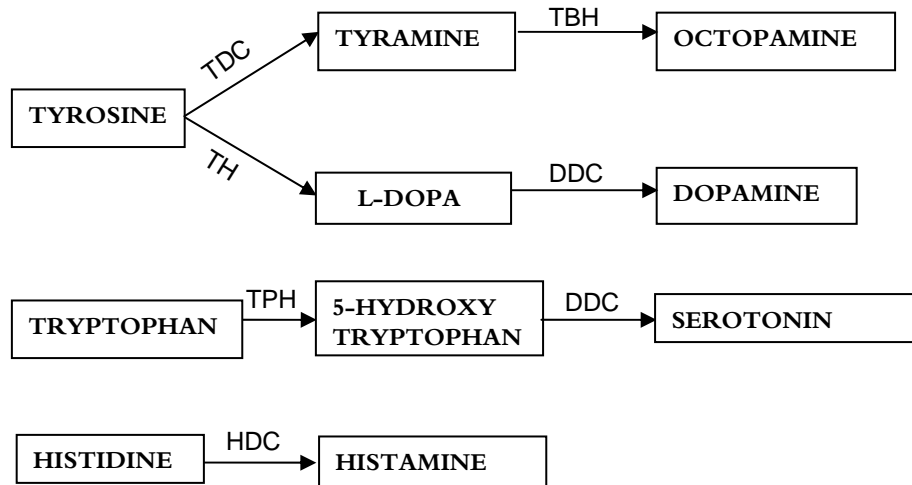 TYROSINE
TDC
TYRAMINE
TBH
OCTOPAMINE
TH
L-DOPA
DDC
DOPAMINE
TRYPTOPHAN
TPH
5-HYDROXY
TRYPTOPHAN
DDC
SEROTONIN
HISTIDINE
HDC
HISTAMINE